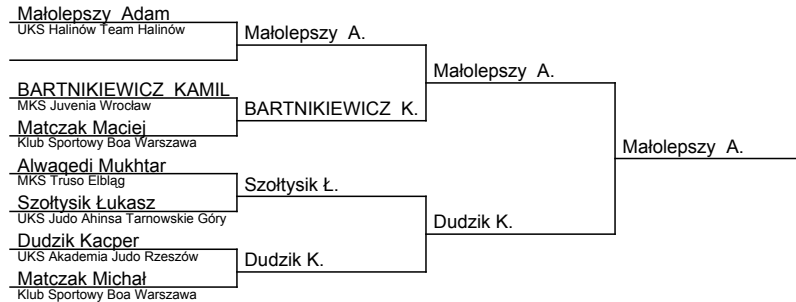 Małolepszy Adam
UKS Halinów Team Halinów
Małolepszy A.
Małolepszy A.
BARTNIKIEWICZ KAMIL
MKS Juvenia Wrocław
BARTNIKIEWICZ K.
Matczak Maciej
Klub Sportowy Boa Warszawa
Małolepszy A.
Alwaqedi Mukhtar
MKS Truso Elbląg
Szołtysik Ł.
Szołtysik Łukasz
UKS Judo Ahinsa Tarnowskie Góry
Dudzik K.
Dudzik Kacper
UKS Akademia Judo Rzeszów
Dudzik K.
Matczak Michał
Klub Sportowy Boa Warszawa